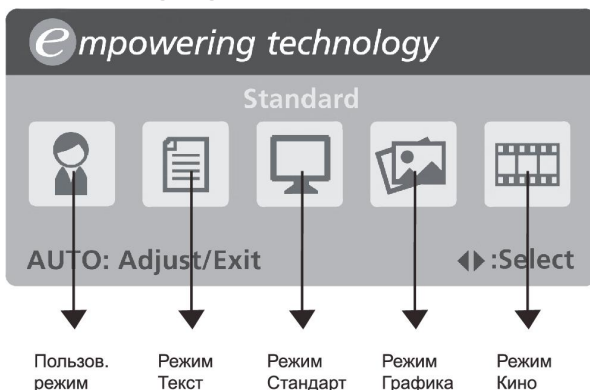 empowering technology
Standard
AUTO: Adjust/Exit ◀▶:Select
Пользов. режим
Режим Текст
Режим Стандарт
Режим Графика
Режим Кино